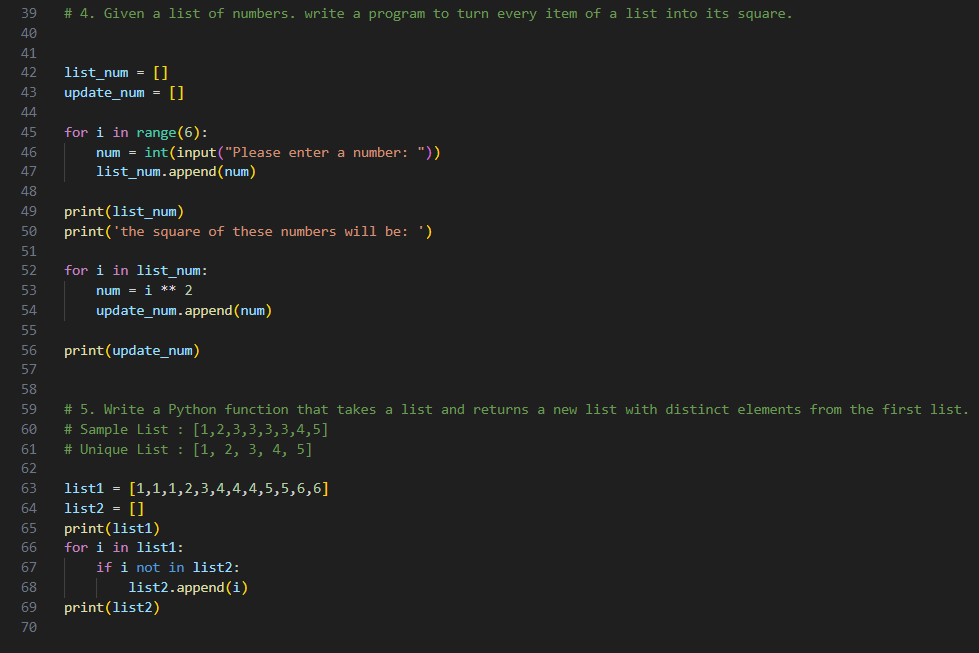 39 # 4. Given a list of numbers. write a program to turn every item of a list into its square.
40
41
42 list_num = []
43 update_num = []
44
45 for i in range(6):
46     num = int(input("Please enter a number: "))
47     list_num.append(num)
48
49 print(list_num)
50 print('the square of these numbers will be: ')
51
52 for i in list_num:
53     num = i ** 2
54     update_num.append(num)
55
56 print(update_num)
57
58
59 # 5. Write a Python function that takes a list and returns a new list with distinct elements from the first list.
60 # Sample List : [1,2,3,3,3,3,4,5]
61 # Unique List : [1, 2, 3, 4, 5]
62
63 list1 = [1,1,1,2,3,4,4,4,5,5,6,6]
64 list2 = []
65 print(list1)
66 for i in list1:
67     if i not in list2:
68         list2.append(i)
69 print(list2)
70